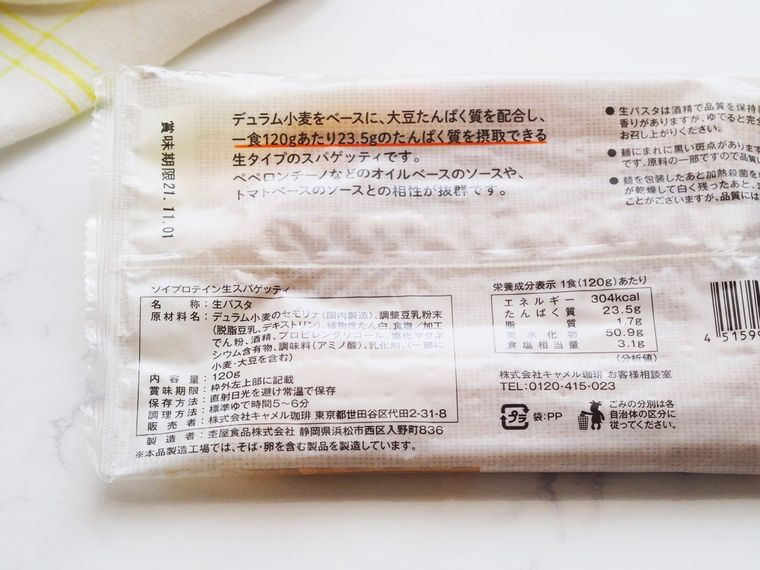 デュラム小麦をベースに、大豆たんぱく質を配合し、
一食120gあたり23.5gのたんぱく質を摂取できる
生タイプのスパゲッティです。
ペペロンチーノなどのオイルベースのソースや、
トマトベースのソースとの相性が抜群です。
賞味期限21.11.01
●生パスタは酒精で品質を保持
香りがありますが、ゆでると完全
お召し上がりください。
●麺にまれに黒い斑点があります
です。原料の一部ですので品質に
●麺を包装したあと加熱殺菌を
が乾燥して白く残ったあと、
ことがございますが、品質には
ソイプロテイン生スパゲッティ
名称：生パスタ
原材料名：デュラム小麦のセモリナ(国内製造)、調整豆乳粉末
(脱脂豆乳、デキストリン)、植物性たん白、食塩／加工
でん粉、酒精、プロピレングリコール、塩化マグネ
シウム含有物、調味料(アミノ酸)、乳化剤、(一部に
小麦・大豆を含む)
内容量：120g
賞味期限：枠外左上部に記載
保存方法：直射日光を避け常温で保存
調理方法：標準ゆで時間5〜6分
販売者：株式会社キャメル珈琲 東京都世田谷区代田2-31-8
製造者：杢屋食品株式会社 静岡県浜松市西区入野町836
※本品製造工場では、そば・卵を含む製品を製造しています。
栄養成分表示 1食(120g)あたり
エネルギー 304kcal
たんぱく質 23.5g
脂質 1.7g
炭水化物 50.9g
食塩相当量 3.1g
(分析値)
株式会社キャメル珈琲 お客様相談室
TEL:0120-415-023
プラ 袋:PP
ごみの分別は各
自治体の区分に
従ってください。
4 5159